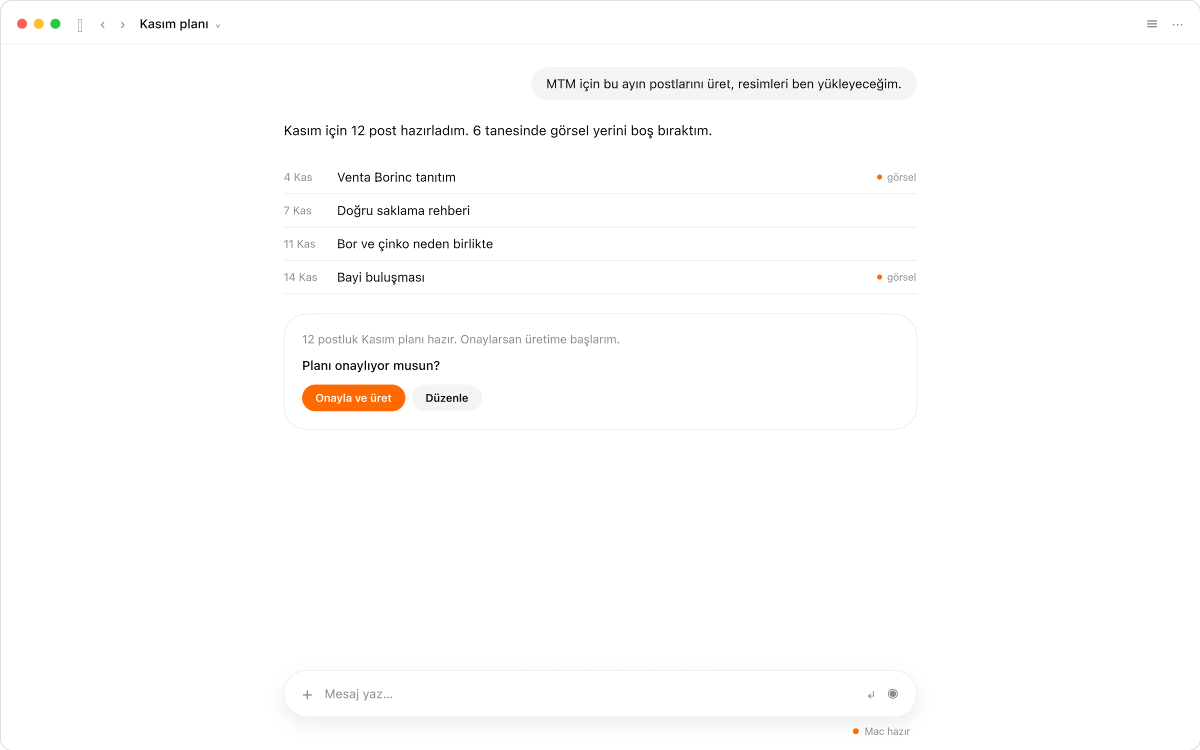 Kasım planı
MTM için bu ayın postlarını üret, resimleri ben yükleyeceğim.
Kasım için 12 post hazırladım. 6 tanesinde görsel yerini boş bıraktım.
4 Kas Venta Borinc tanıtım görsel
7 Kas Doğru saklama rehberi
11 Kas Bor ve çinko neden birlikte
14 Kas Bayi buluşması görsel
12 postluk Kasım planı hazır. Onaylarsan üretime başlarım.
Planı onaylıyor musun?
Onayla ve üret Düzenle
Mesaj yaz...
Mac hazır